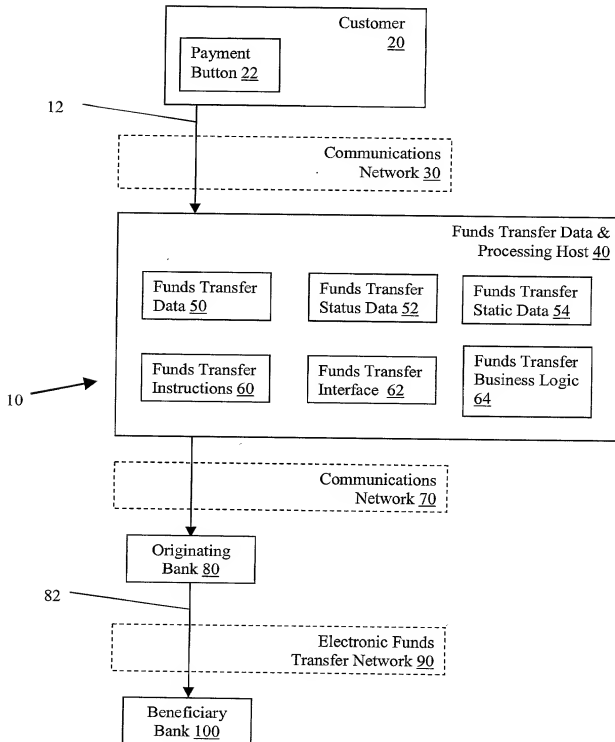 Customer
20
Payment
Button 22
12
Communications
Network 30
Funds Transfer Data &
Processing Host 40
Funds Transfer
Data 50
Funds Transfer
Status Data 52
Funds Transfer
Static Data 54
Funds Transfer
Instructions 60
Funds Transfer
Interface 62
Funds Transfer
Business Logic
64
10
Communications
Network 70
Originating
Bank 80
82
Electronic Funds
Transfer Network 90
Beneficiary
Bank 100